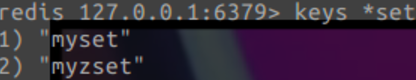 redis 127.0.0.1:6379> keys *set
1) "myset"
2) "myzset"